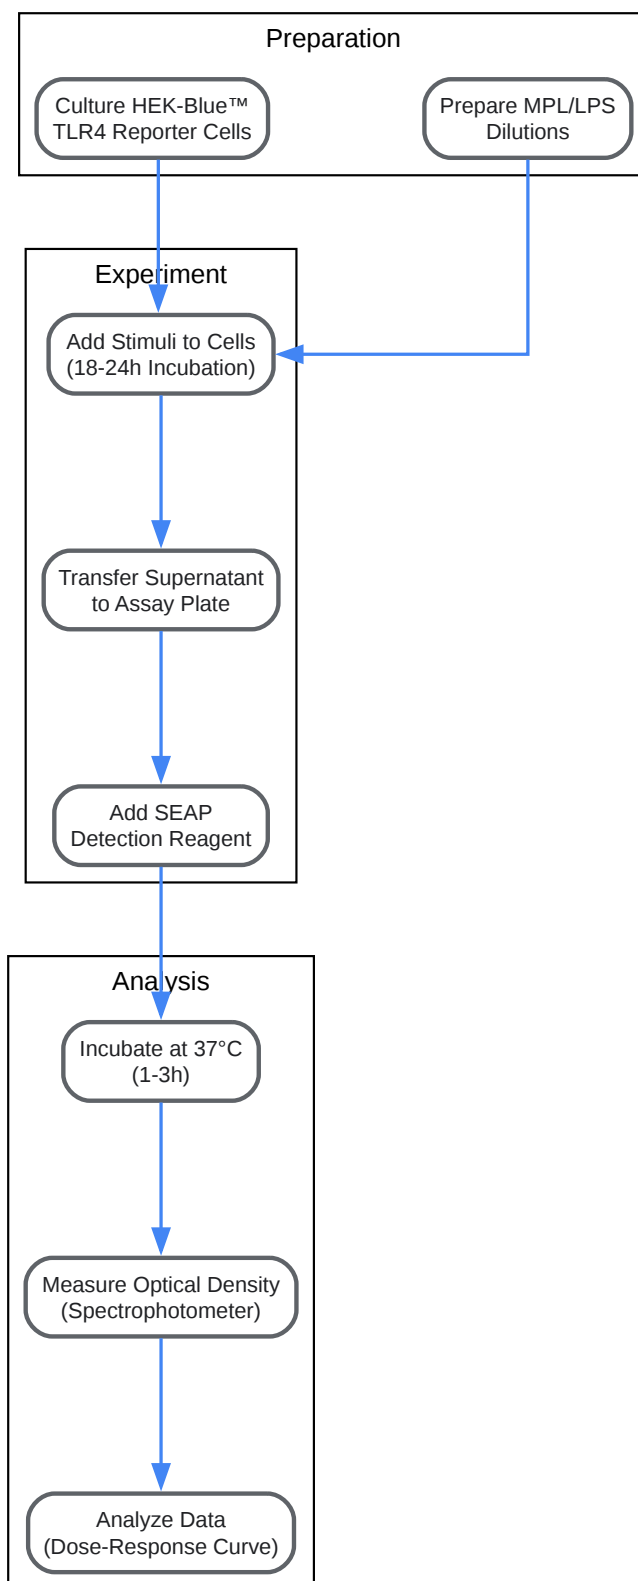 Preparation
Culture HEK-Blue™
TLR4 Reporter Cells
Prepare MPL/LPS
Dilutions
Experiment
Add Stimuli to Cells
(18-24h Incubation)
Transfer Supernatant
to Assay Plate
Add SEAP
Detection Reagent
Analysis
Incubate at 37°C
(1-3h)
Measure Optical Density
(Spectrophotometer)
Analyze Data
(Dose-Response Curve)